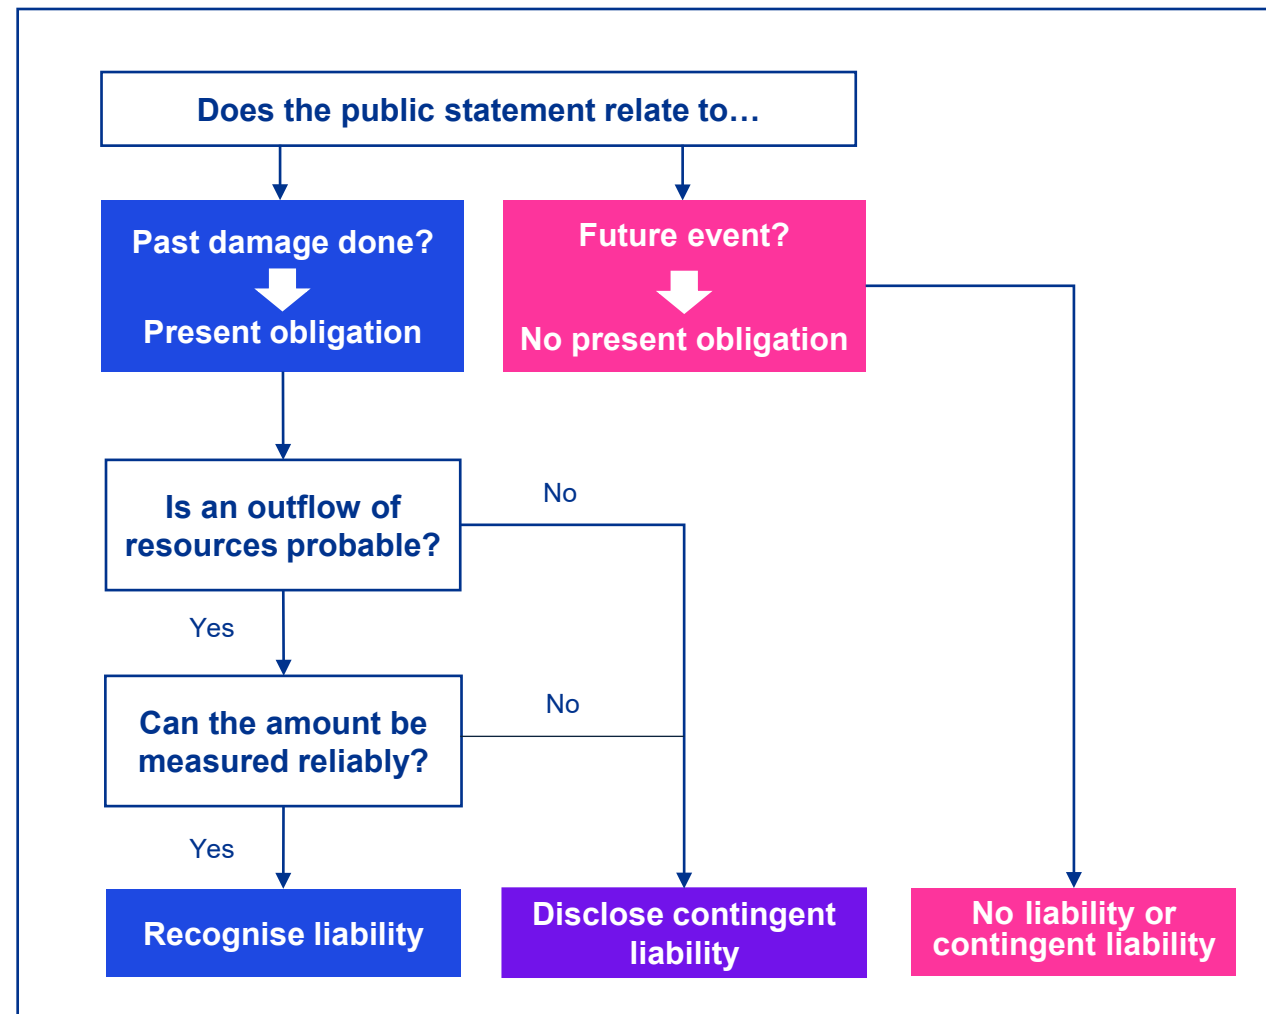 Does the public statement relate to…
Past damage done?
Present obligation
Future event?
No present obligation
Is an outflow of
resources probable?
No
Yes
Can the amount be
measured reliably?
No
Yes
Recognise liability
Disclose contingent
liability
No liability or
contingent liability